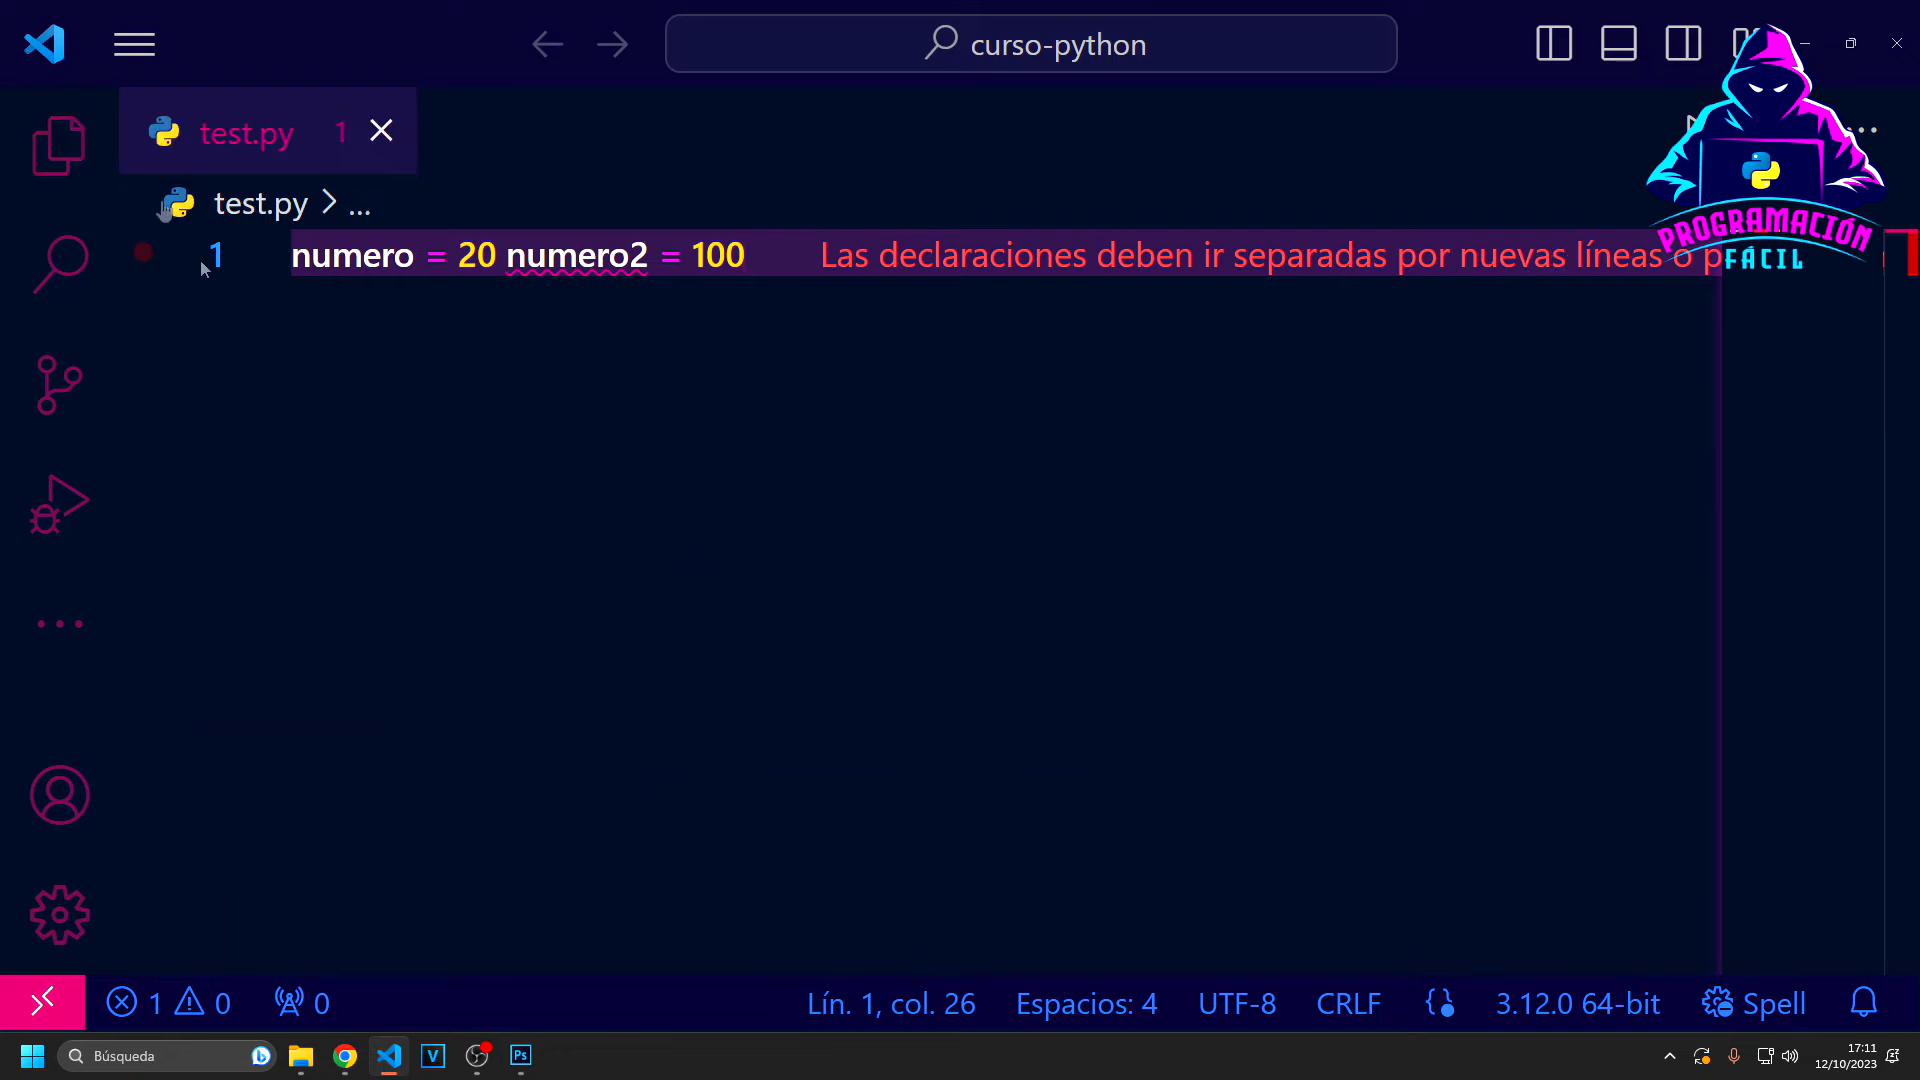 curso-python
test.py 1
test.py > ...
1 numero = 20 numero2 = 100 Las declaraciones deben ir separadas por nuevas líneas o p
PROGRAMACIÓN
FÁCIL
1 0 0 Lín. 1, col. 26 Espacios: 4 UTF-8 CRLF 3.12.0 64-bit Spell
Búsqueda V Ps 17:11
12/10/2023